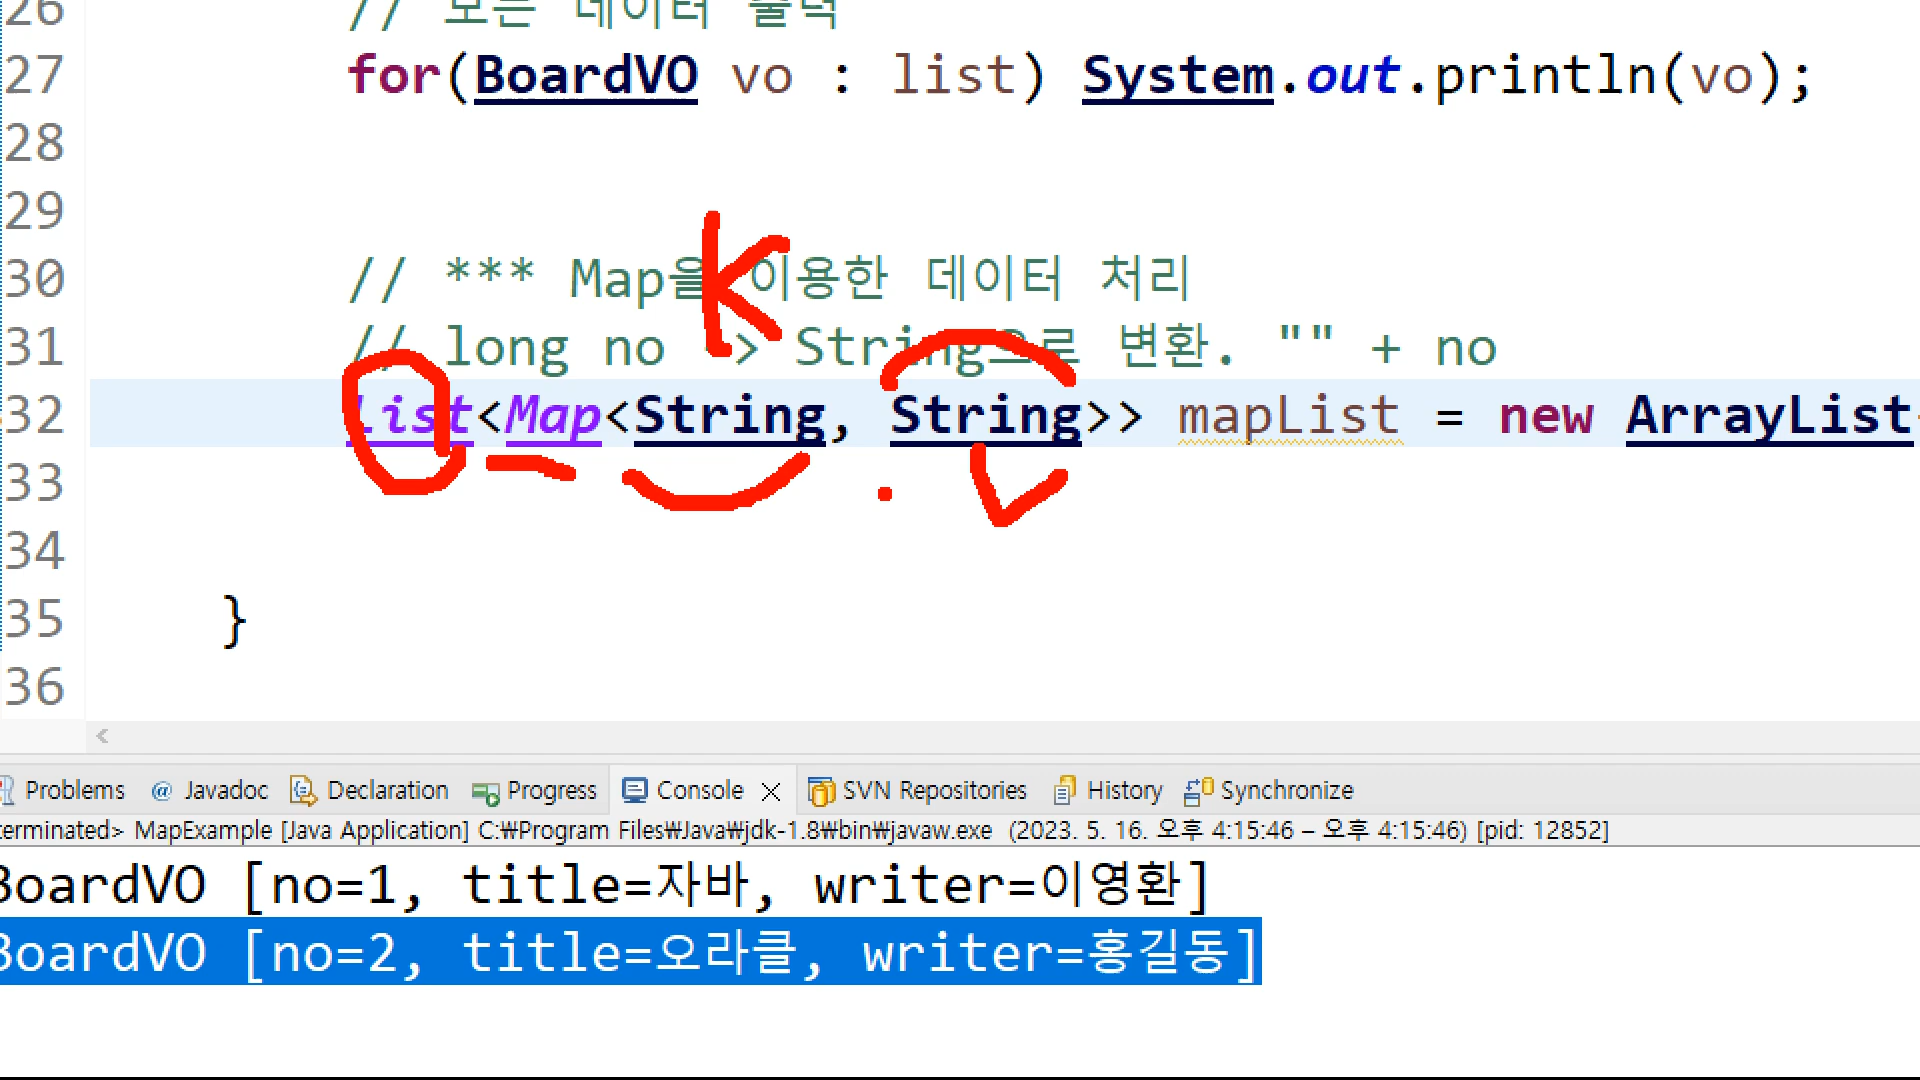 26 // 모든 데이터 출력
27 for(BoardVO vo : list) System.out.println(vo);
28
29
K
30 // *** Map을 이용한 데이터 처리
31 // long no -> String으로 변환. "" + no
32 List<Map<String, String>> mapList = new ArrayList
V
33
34
35 }
36
Problems @ Javadoc Declaration Progress Console SVN Repositories History Synchronize
terminated> MapExample [Java Application] C:₩Program Files₩Java₩jdk-1.8₩bin₩javaw.exe (2023. 5. 16. 오후 4:15:46 – 오후 4:15:46) [pid: 12852]
BoardVO [no=1, title=자바, writer=이영환]
BoardVO [no=2, title=오라클, writer=홍길동]